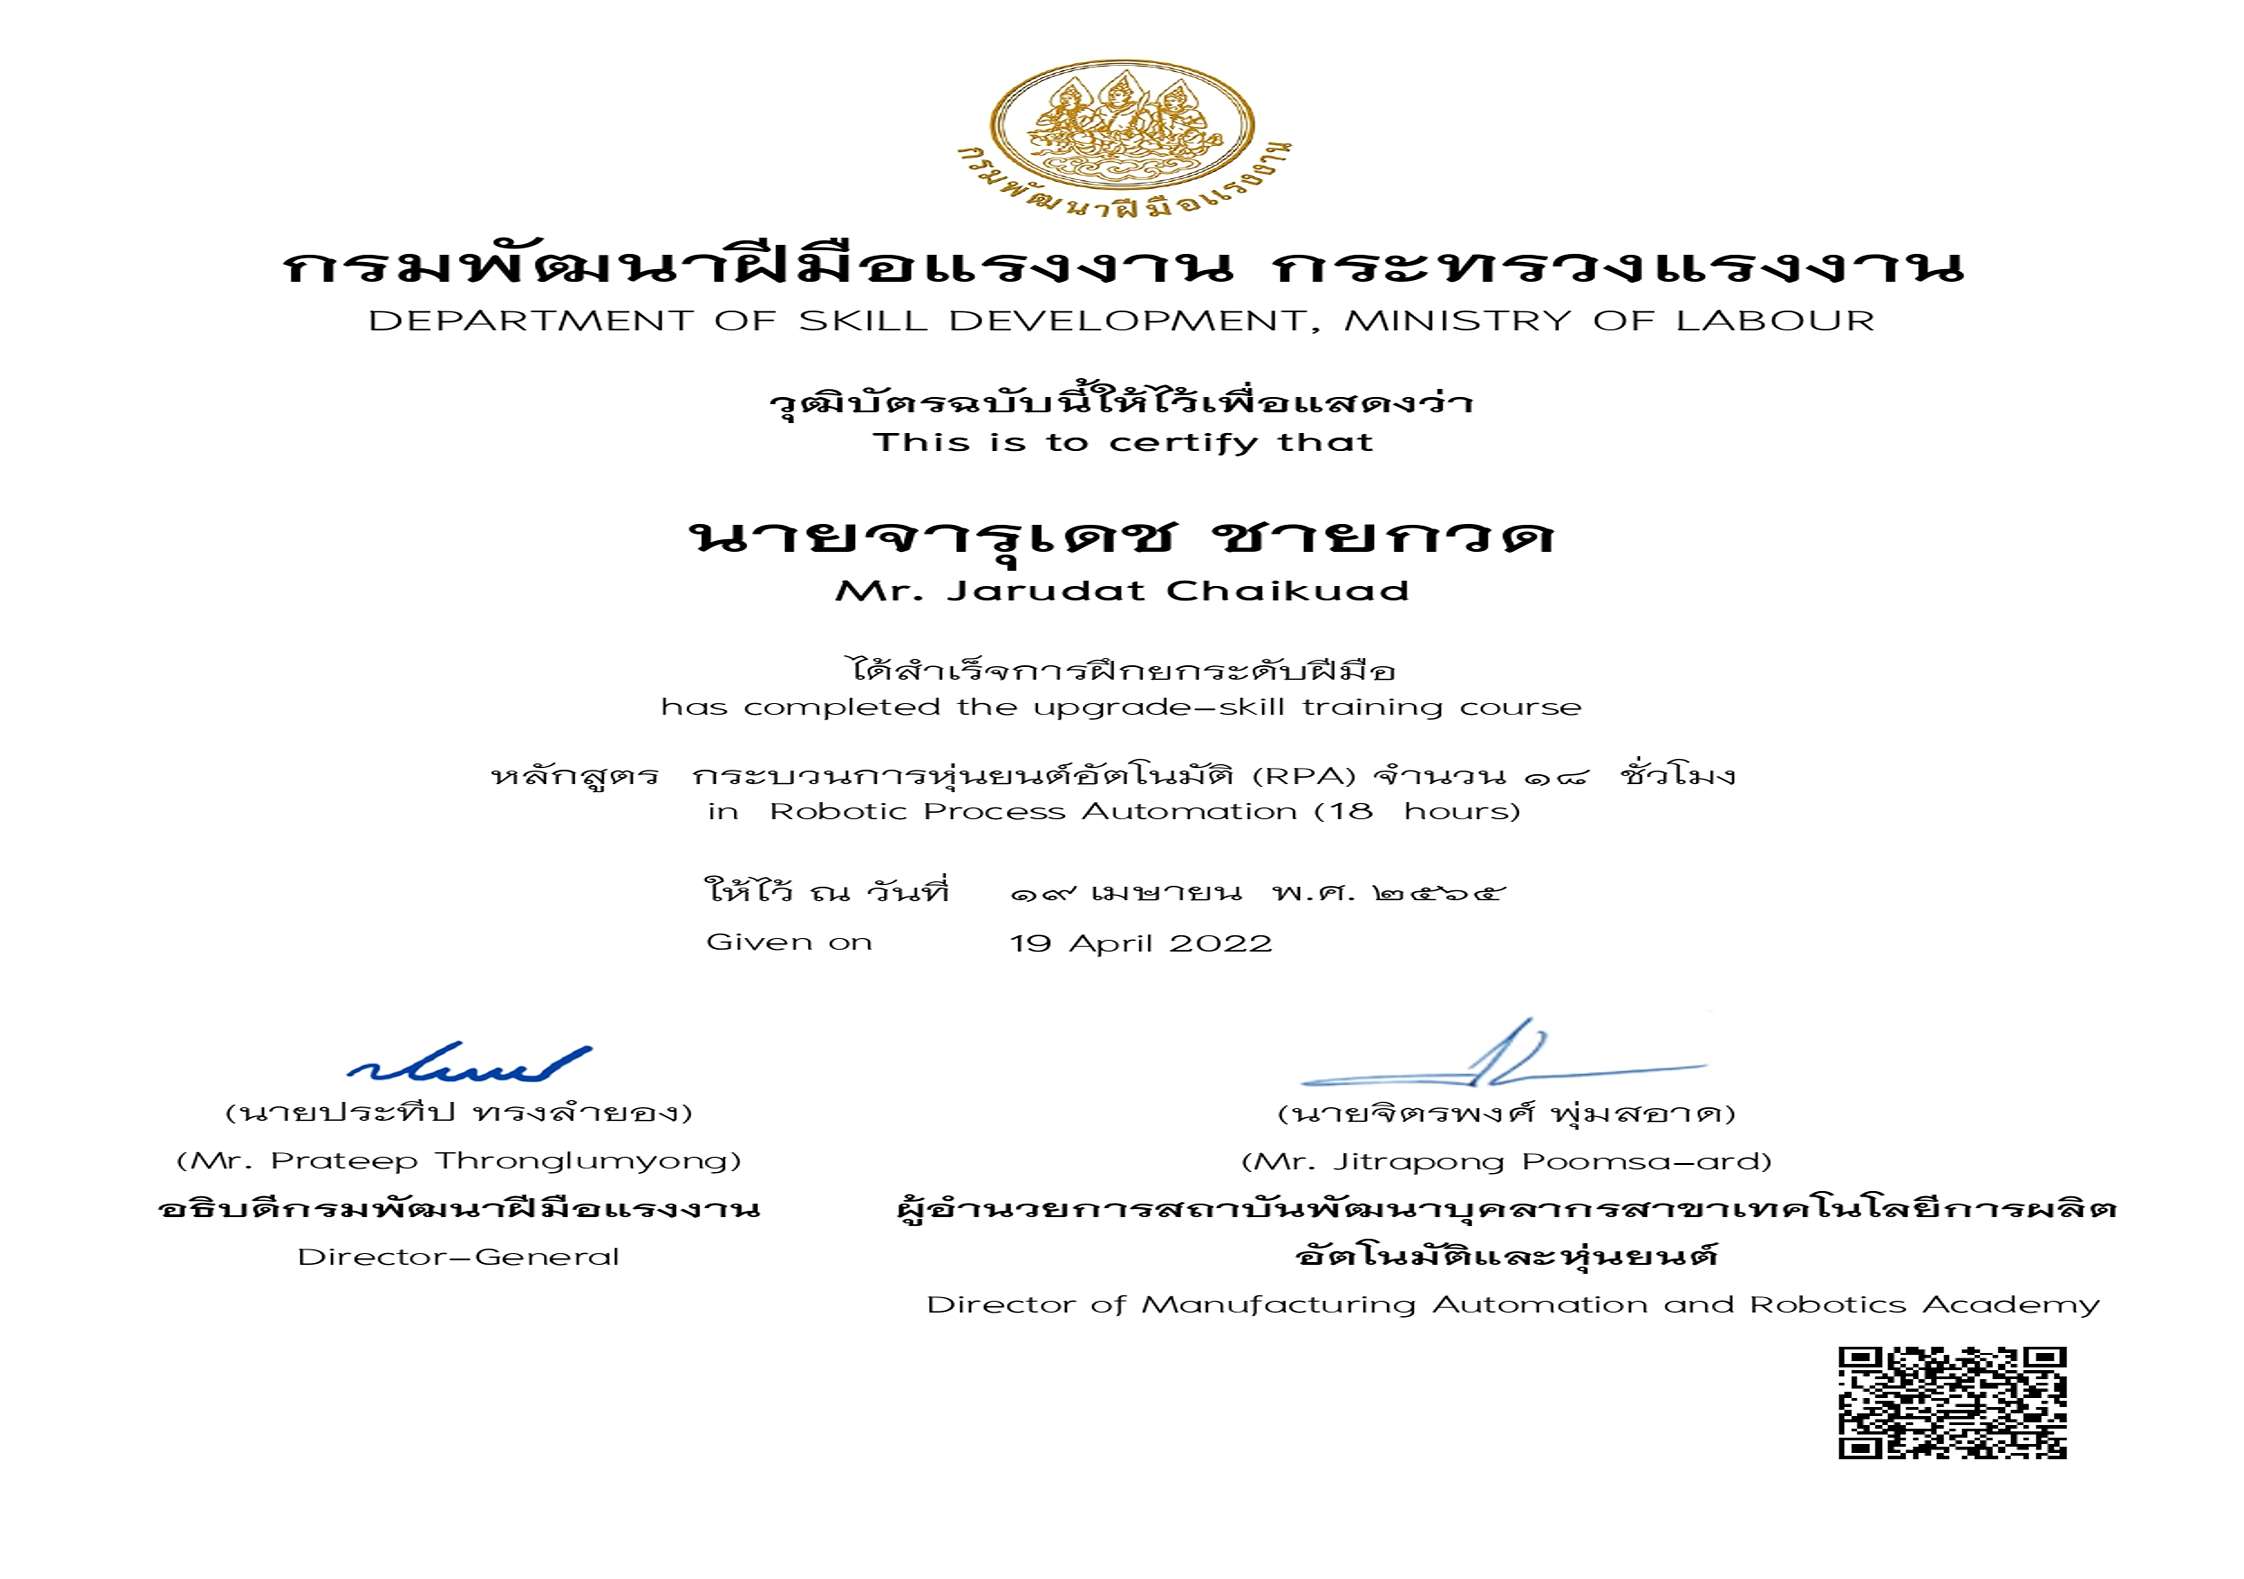 กรมพัฒนาฝีมือแรงงาน
กรมพัฒนาฝีมือแรงงาน กระทรวงแรงงาน
DEPARTMENT OF SKILL DEVELOPMENT, MINISTRY OF LABOUR
วุฒิบัตรฉบับนี้ให้ไว้เพื่อแสดงว่า
This is to certify that
นายจารุเดช ชายกวด
Mr. Jarudat Chaikuad
ได้สำเร็จการฝึกยกระดับฝีมือ
has completed the upgrade-skill training course
หลักสูตร กระบวนการหุ่นยนต์อัตโนมัติ (RPA) จำนวน ๑๘ ชั่วโมง
in Robotic Process Automation (18 hours)
ให้ไว้ ณ วันที่ ๑๙ เมษายน พ.ศ. ๒๕๖๕
Given on 19 April 2022
(นายประทีป ทรงลำยอง)
(Mr. Prateep Thronglumyong)
อธิบดีกรมพัฒนาฝีมือแรงงาน
Director-General
(นายจิตรพงศ์ พุ่มสอาด)
(Mr. Jitrapong Poomsa-ard)
ผู้อำนวยการสถาบันพัฒนาบุคลากรสาขาเทคโนโลยีการผลิต
อัตโนมัติและหุ่นยนต์
Director of Manufacturing Automation and Robotics Academy